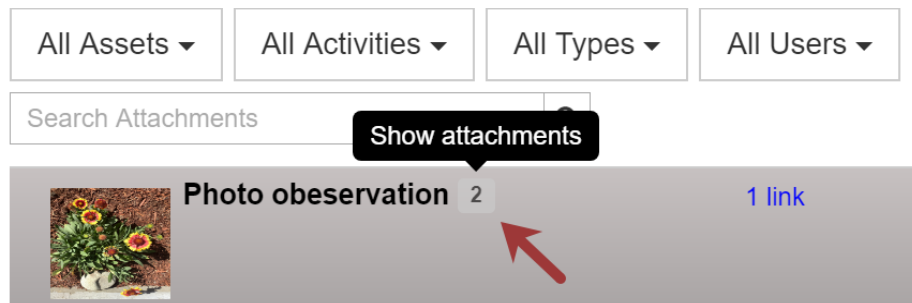 All Assets
All Activities
All Types
All Users
Search Attachments
Show attachments
Photo obeservation 2
1 link